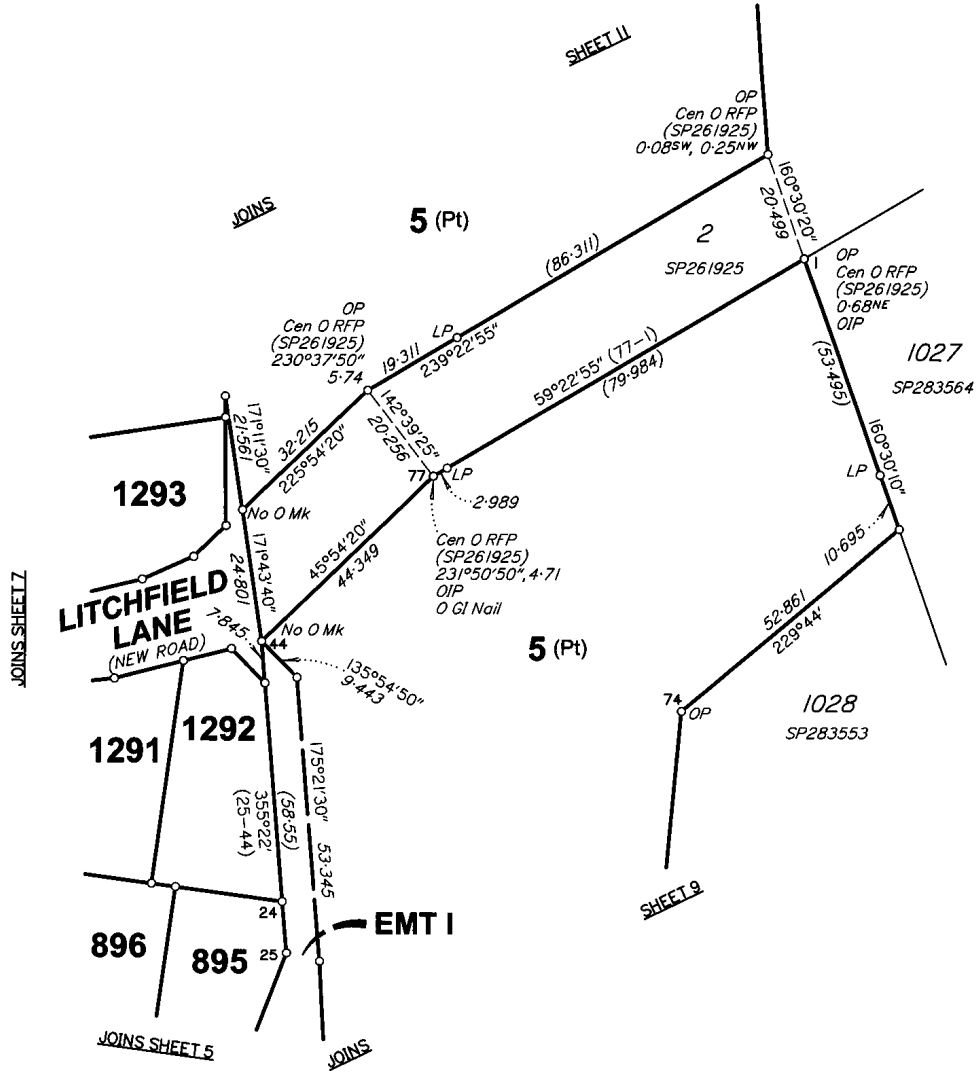 SHEET 11
OP
Cen O RFP
(SP261925)
0·08SW, 0·25NW
160°30'20"
20·499
JOINS
5 (Pt)
(86·311)
2
SP261925
1
OP
Cen O RFP
(SP261925)
0·68NE
OIP
OP
Cen O RFP
(SP261925)
230°37'50"
5·74
LP
19·311
239°22'55"
59°22'55" (77-1)
(79·984)
(53·495)
1027
SP283564
171°11'30"
21·561
32·215
225°54'20"
142°39'25"
20·256
77
LP
2·989
LP
160°30'10"
10·695
1293
No O Mk
Cen O RFP
(SP261925)
231°50'50", 4·71
OIP
O GI Nail
45°54'20"
44·349
171°43'40"
24·801
LITCHFIELD
LANE
(NEW ROAD)
JOINS SHEET 7
7·845
No O Mk
44
135°54'50"
9·443
5 (Pt)
52·861
229°44'
74
OP
1028
SP283553
1291
1292
175°21'30"
53·345
(58·55)
355°22'
(25-44)
24
25
EMT I
896
895
SHEET 9
JOINS SHEET 5
JOINS